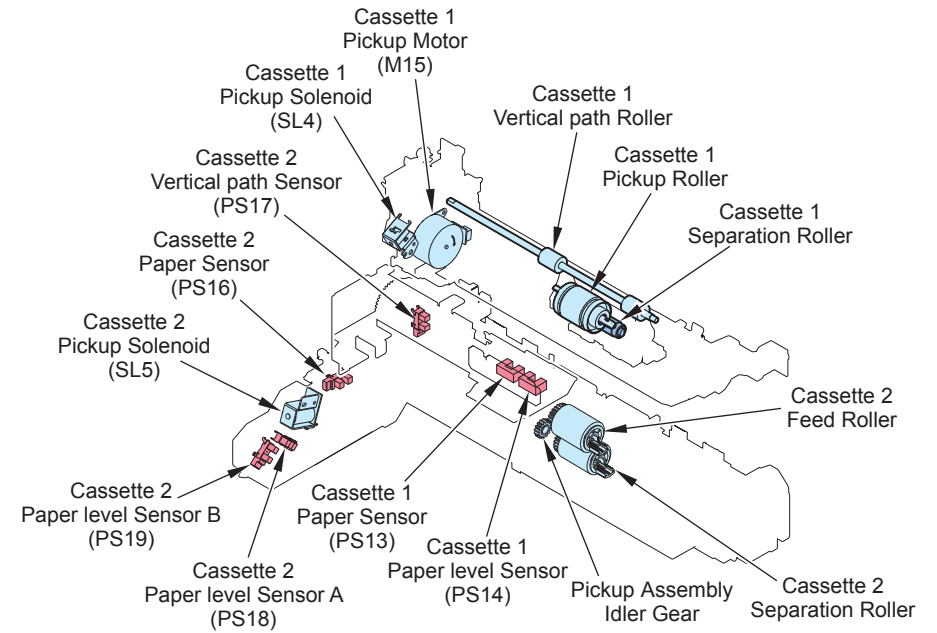 Cassette 1
Pickup Motor
(M15)
Cassette 1
Pickup Solenoid
(SL4)
Cassette 2
Vertical path Sensor
(PS17)
Cassette 2
Paper Sensor
(PS16)
Cassette 2
Pickup Solenoid
(SL5)
Cassette 1
Vertical path Roller
Cassette 1
Pickup Roller
Cassette 1
Separation Roller
Cassette 2
Feed Roller
Cassette 2
Paper level Sensor B
(PS19)
Cassette 2
Paper level Sensor A
(PS18)
Cassette 1
Paper Sensor
(PS13)
Cassette 1
Paper level Sensor
(PS14)
Pickup Assembly
Idler Gear
Cassette 2
Separation Roller